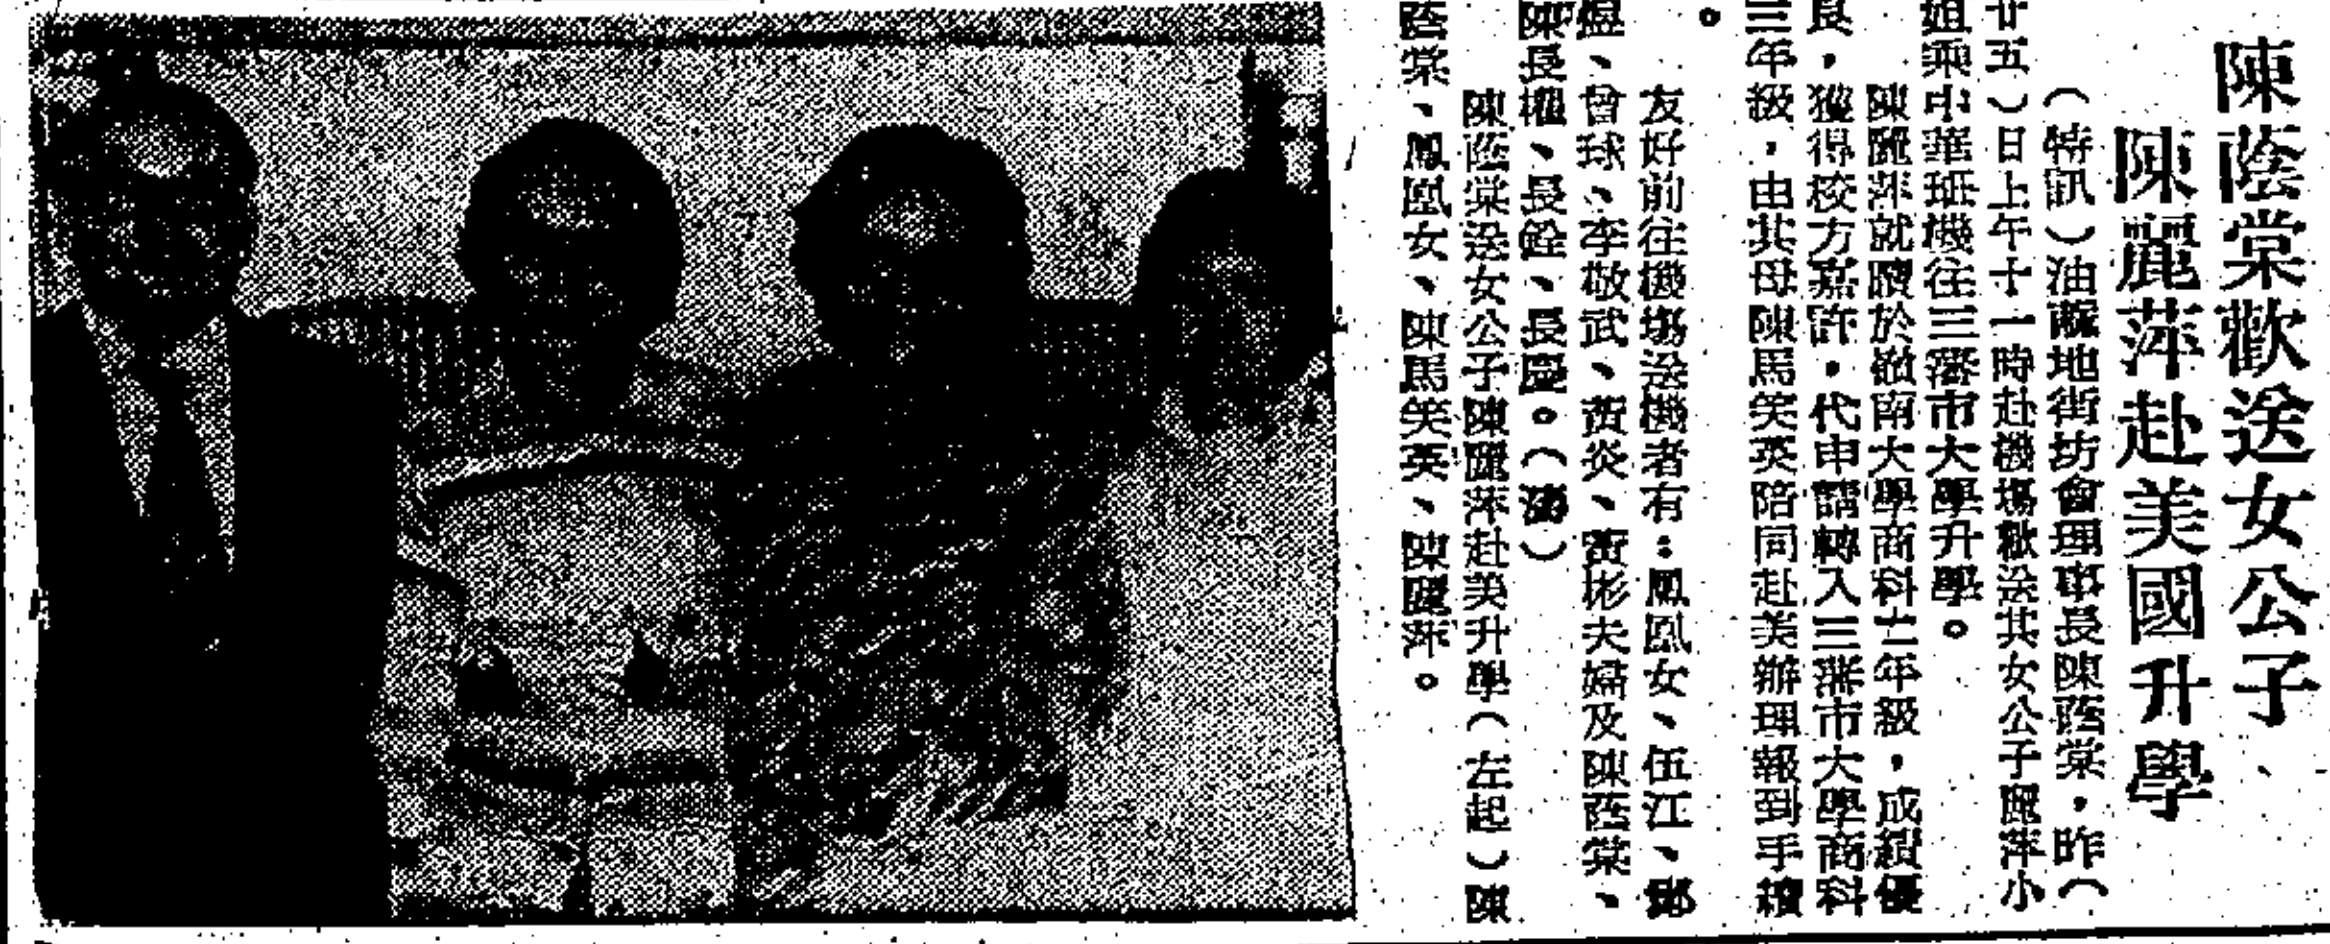 陳蔭棠歡送女公子、
陳麗萍赴美國升學
（特訊）油蔴地街坊會理事長陳蔭棠，昨（
廿五）日上午十一時赴機場歡送其女公子麗萍小
姐乘中華班機往三藩市大學升學。
陳麗萍就讀於嶺南大學商科二年級，成績優
良，獲得校方嘉許，代申請轉入三藩市大學商科
三年級，由其母陳馬笑英陪同赴美辦理報到手續
。
友好前往機場送機者有：鳳凰女、伍江、鄭
煜、曾球、李敬武、黃炎、黃彬夫婦及陳蔭棠、
陳長權、長銓、長慶。（ ）
陳蔭棠送女公子陳麗萍赴美升學（左起）陳
蔭棠、鳳凰女、陳馬笑英、陳麗萍。